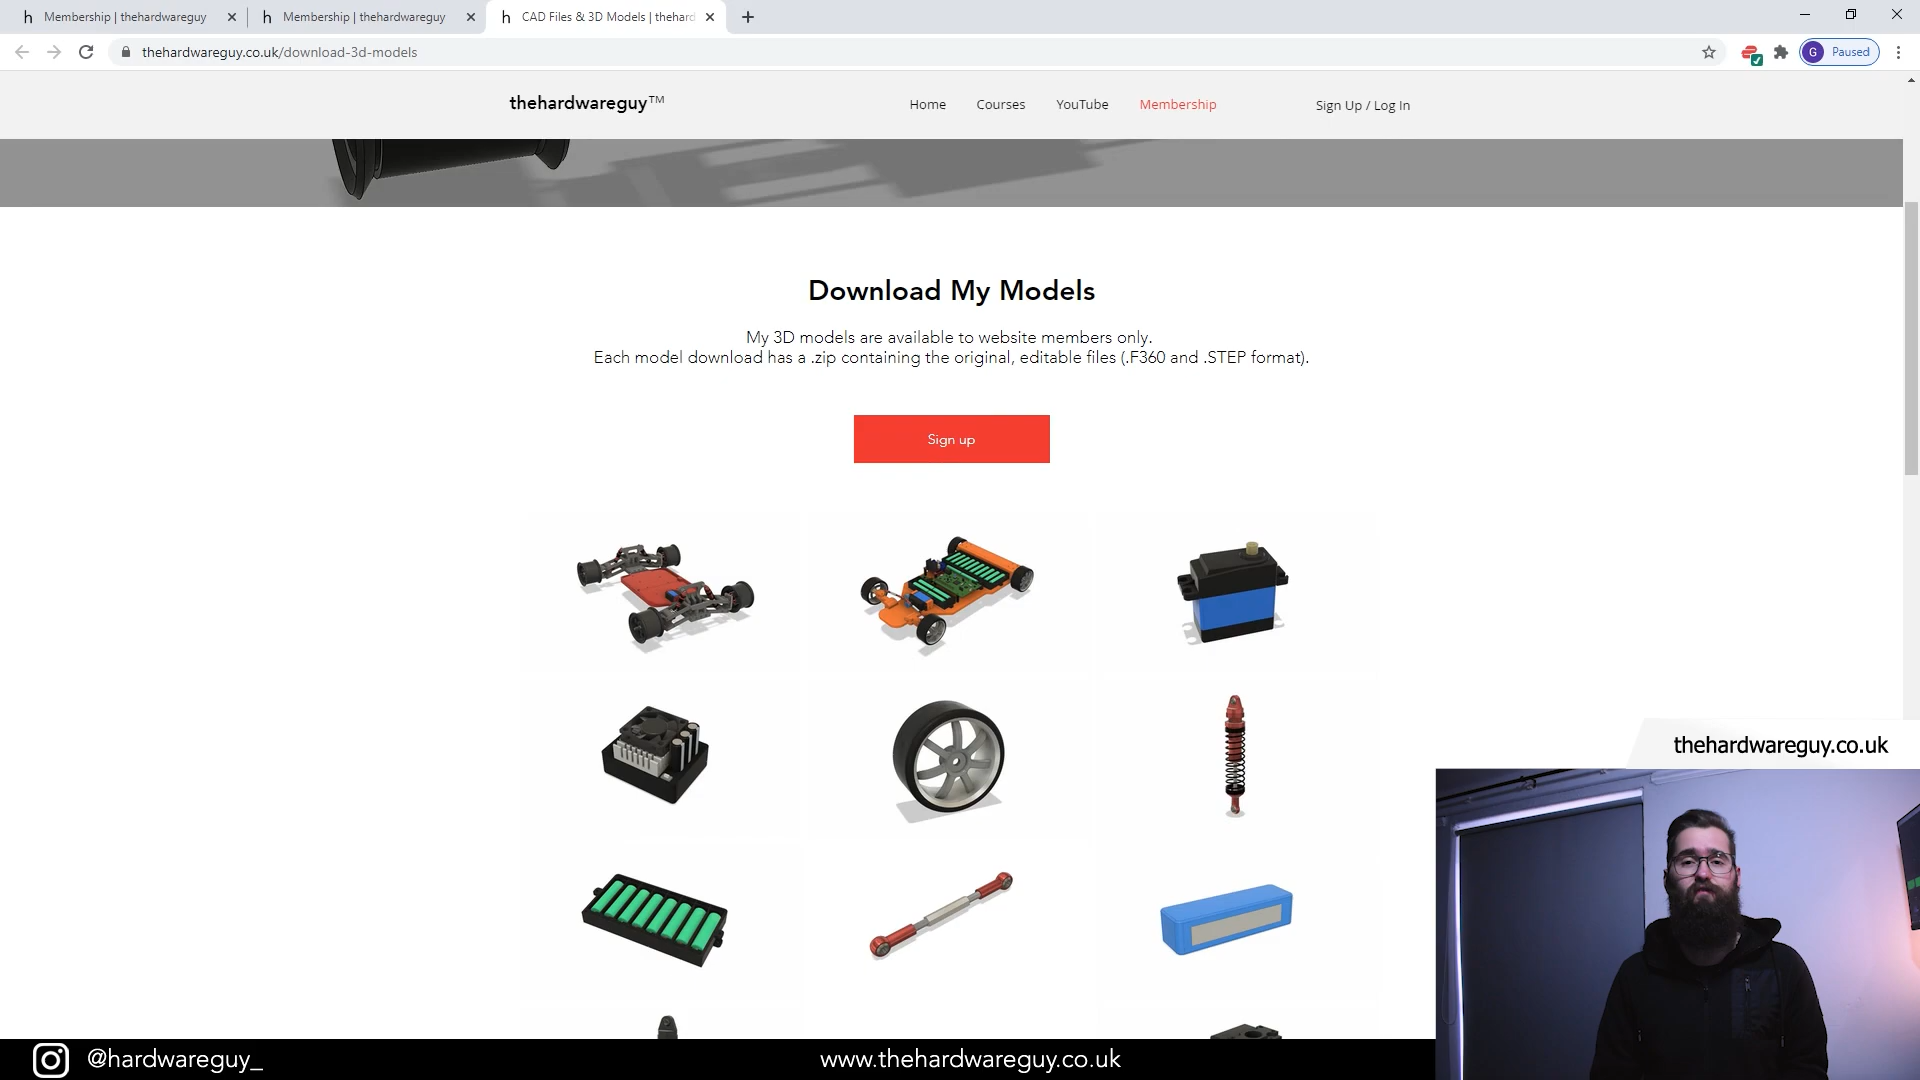 Membership | thehardwareguy
Membership | thehardwareguy
CAD Files & 3D Models | thehard
thehardwareguy.co.uk/download-3d-models
G Paused
thehardwareguy™
Home Courses YouTube Membership Sign Up / Log In
Download My Models
My 3D models are available to website members only.
Each model download has a .zip containing the original, editable files (.F360 and .STEP format).
Sign up
thehardwareguy.co.uk
@hardwareguy_
www.thehardwareguy.co.uk